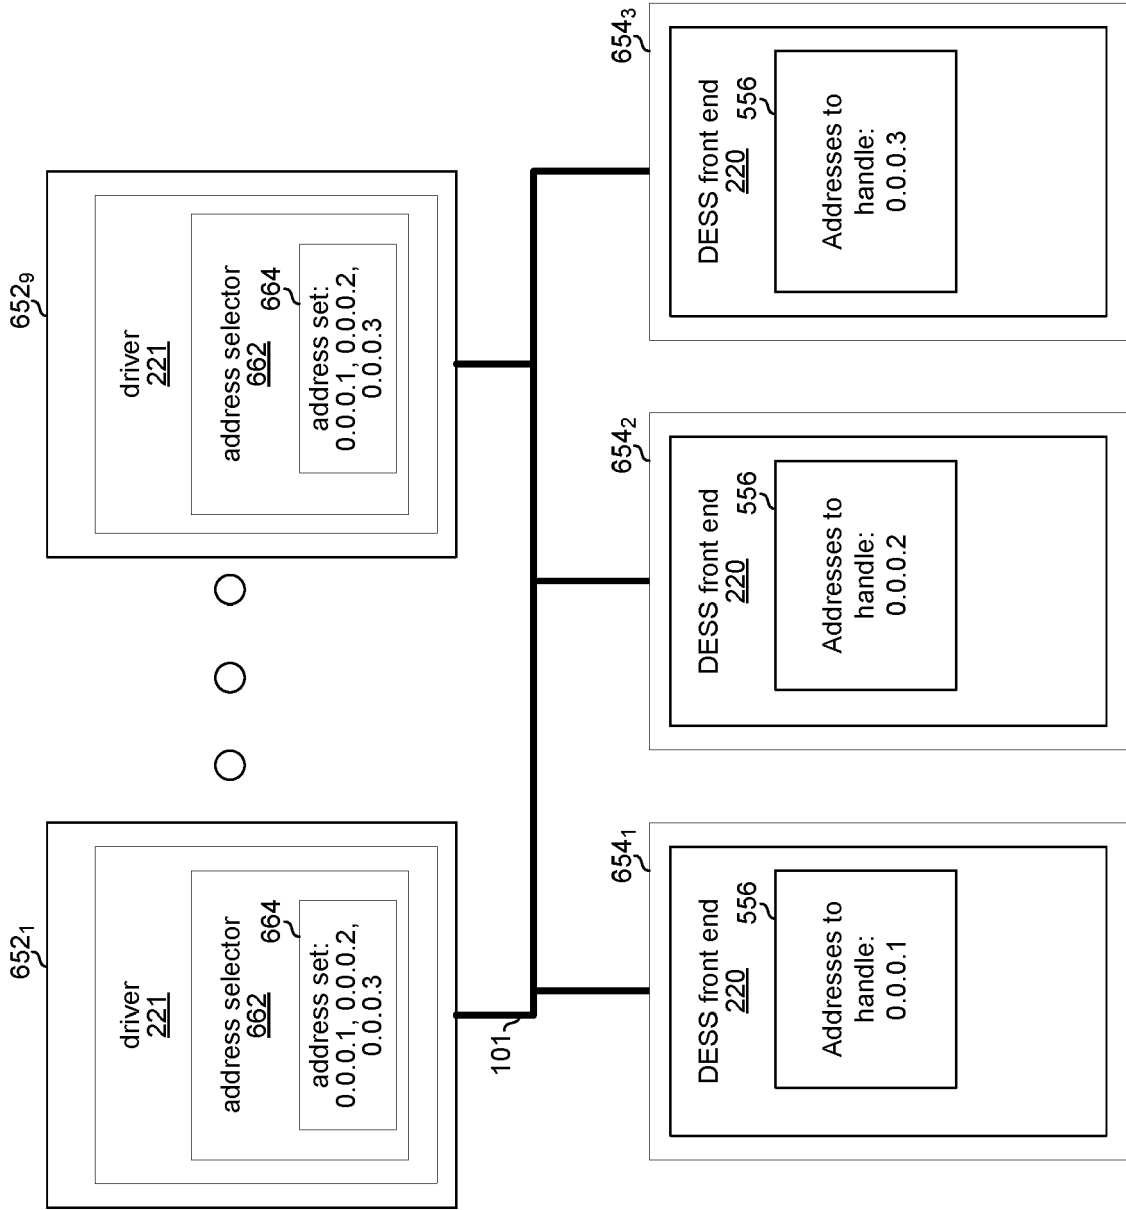 652₁
driver
221
address selector
662
664
address set:
0.0.0.1, 0.0.0.2,
0.0.0.3
652₉
driver
221
address selector
662
664
address set:
0.0.0.1, 0.0.0.2,
0.0.0.3
101
654₁
DESS front end
220
556
Addresses to
handle:
0.0.0.1
654₂
DESS front end
220
556
Addresses to
handle:
0.0.0.2
654₃
DESS front end
220
556
Addresses to
handle:
0.0.0.3